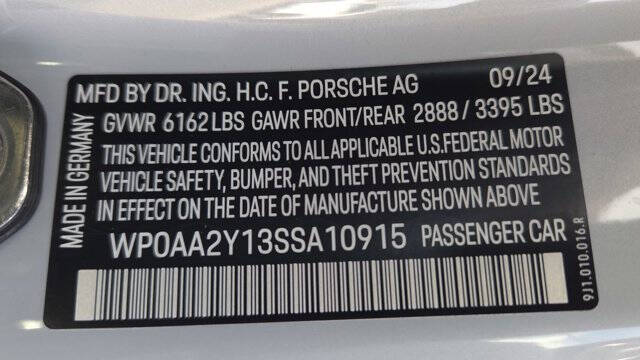 MFD BY DR. ING. H.C. F. PORSCHE AG 09/24
GVWR 6162 LBS GAWR FRONT/REAR 2888 / 3395 LBS
THIS VEHICLE CONFORMS TO ALL APPLICABLE U.S.FEDERAL MOTOR
VEHICLE SAFETY, BUMPER, AND THEFT PREVENTION STANDARDS
IN EFFECT ON THE DATE OF MANUFACTURE SHOWN ABOVE
WP0AA2Y13SSA10915 PASSENGER CAR
MADE IN GERMANY
9J1.010.016.R